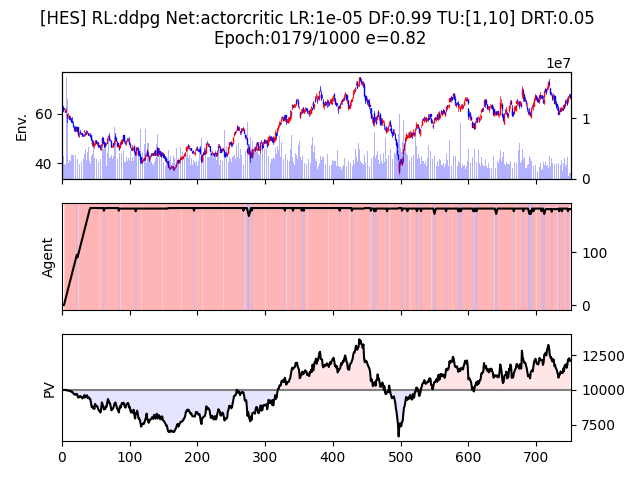 [HES] RL:ddpg Net:actorcritic LR:1e-05 DF:0.99 TU:[1,10] DRT:0.05
Epoch:0179/1000 e=0.82
1e7
Env.
60
40
1
0
Agent
100
0
PV
12500
10000
7500
0 100 200 300 400 500 600 700